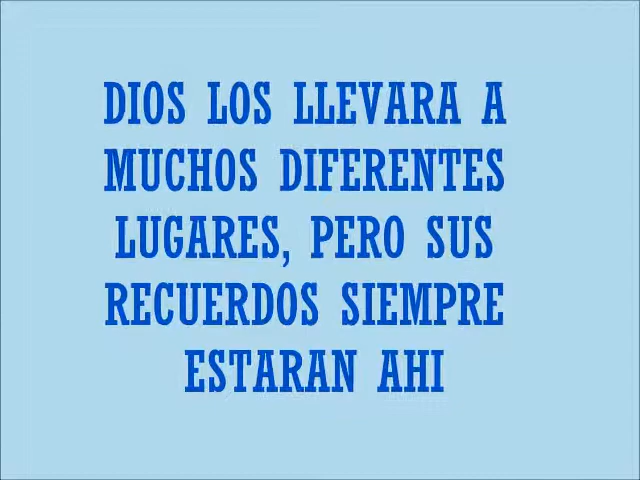 DIOS LOS LLEVARA A
MUCHOS DIFERENTES
LUGARES, PERO SUS
RECUERDOS SIEMPRE
ESTARAN AHI